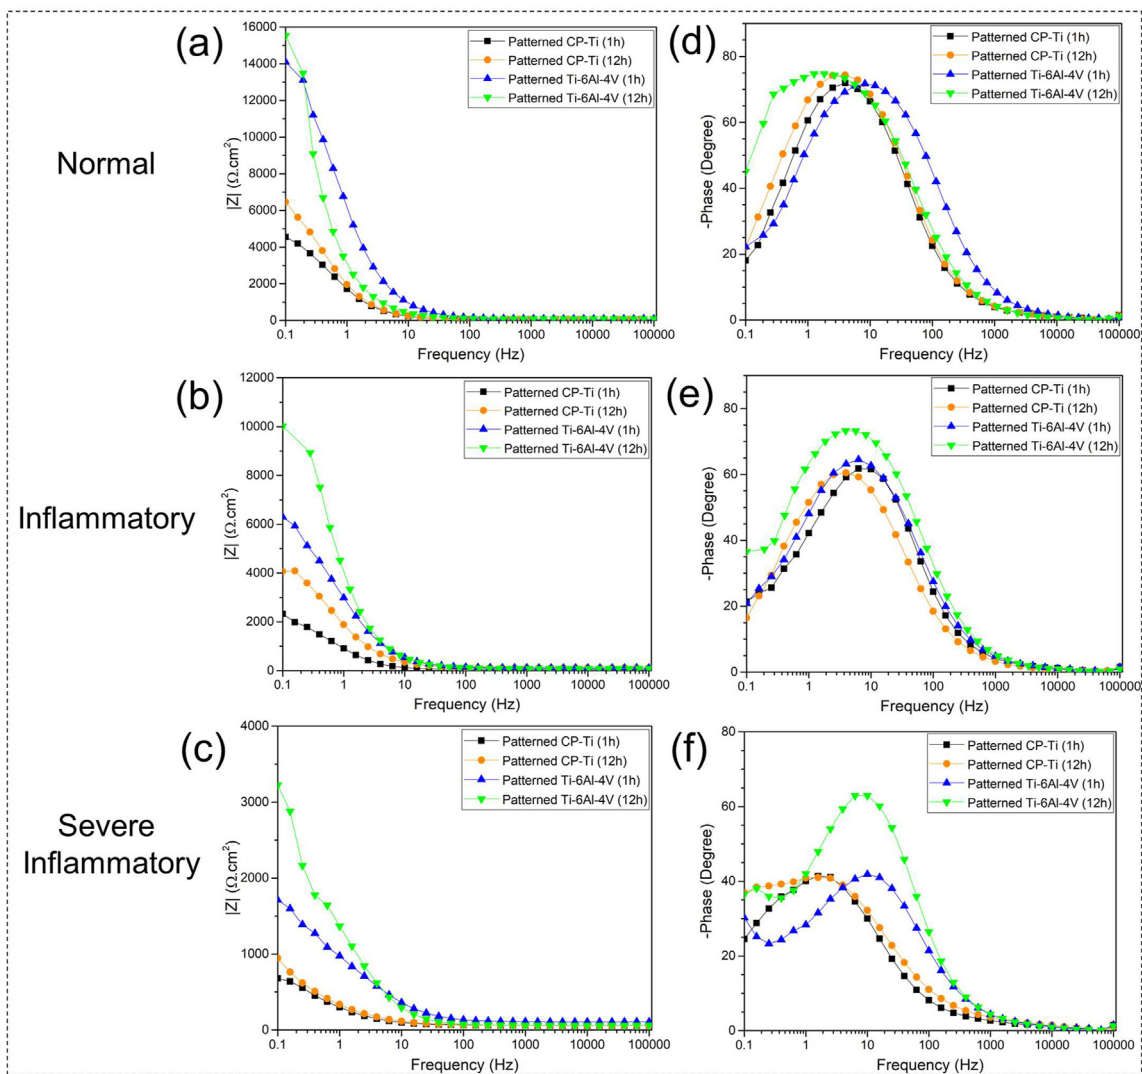 Normal
(a)
|Z| (Ω.cm²)
16000
14000
12000
10000
8000
6000
4000
2000
0
Patterned CP-Ti (1h)
Patterned CP-Ti (12h)
Patterned Ti-6Al-4V (1h)
Patterned Ti-6Al-4V (12h)
0.1 1 10 100 1000 10000 100000
Frequency (Hz)
(d)
-Phase (Degree)
80
60
40
20
0
Patterned CP-Ti (1h)
Patterned CP-Ti (12h)
Patterned Ti-6Al-4V (1h)
Patterned Ti-6Al-4V (12h)
0.1 1 10 100 1000 10000 100000
Frequency (Hz)
Inflammatory
(b)
|Z| (Ω.cm²)
12000
10000
8000
6000
4000
2000
0
Patterned CP-Ti (1h)
Patterned CP-Ti (12h)
Patterned Ti-6Al-4V (1h)
Patterned Ti-6Al-4V (12h)
0.1 1 10 100 1000 10000 100000
Frequency (Hz)
(e)
-Phase (Degree)
80
60
40
20
0
Patterned CP-Ti (1h)
Patterned CP-Ti (12h)
Patterned Ti-6Al-4V (1h)
Patterned Ti-6Al-4V (12h)
0.1 1 10 100 1000 10000 100000
Frequency (Hz)
Severe
Inflammatory
(c)
|Z| (Ω.cm²)
4000
3000
2000
1000
0
Patterned CP-Ti (1h)
Patterned CP-Ti (12h)
Patterned Ti-6Al-4V (1h)
Patterned Ti-6Al-4V (12h)
0.1 1 10 100 1000 10000 100000
Frequency (Hz)
(f)
-Phase (Degree)
80
70
60
50
40
30
20
10
0
Patterned CP-Ti (1h)
Patterned CP-Ti (12h)
Patterned Ti-6Al-4V (1h)
Patterned Ti-6Al-4V (12h)
0.1 1 10 100 1000 10000 100000
Frequency (Hz)